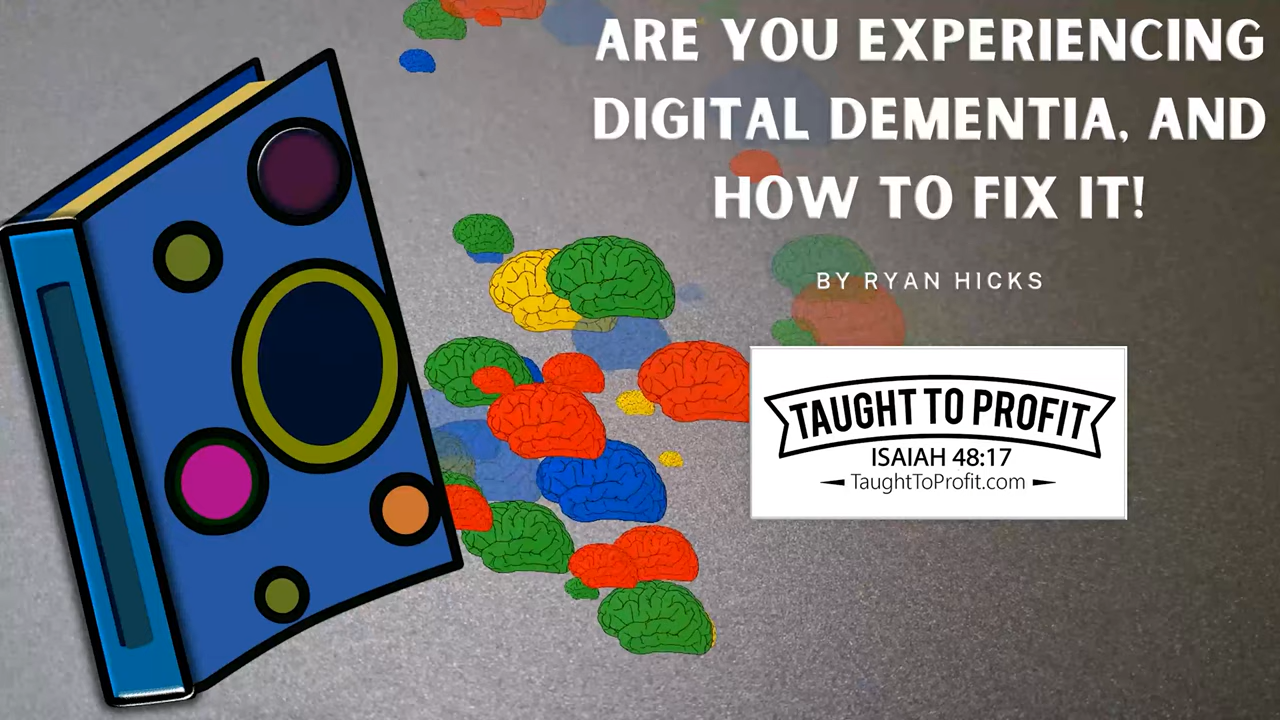 ARE YOU EXPERIENCING
DIGITAL DEMENTIA, AND
HOW TO FIX IT!
BY RYAN HICKS
TAUGHT TO PROFIT
ISAIAH 48:17
TaughtToProfit.com